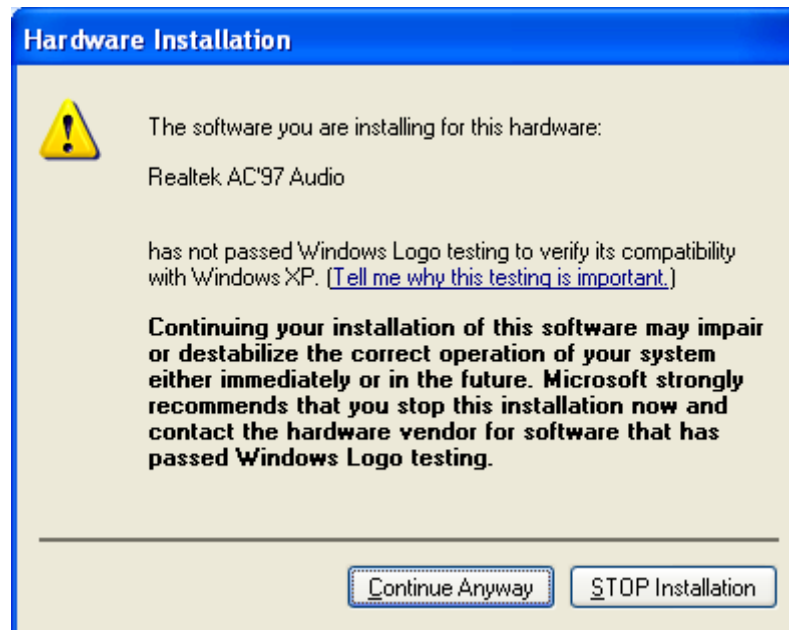 Hardware Installation
The software you are installing for this hardware:
Realtek AC'97 Audio
has not passed Windows Logo testing to verify its compatibility
with Windows XP. (Tell me why this testing is important.)
Continuing your installation of this software may impair
or destabilize the correct operation of your system
either immediately or in the future. Microsoft strongly
recommends that you stop this installation now and
contact the hardware vendor for software that has
passed Windows Logo testing.
Continue Anyway STOP Installation